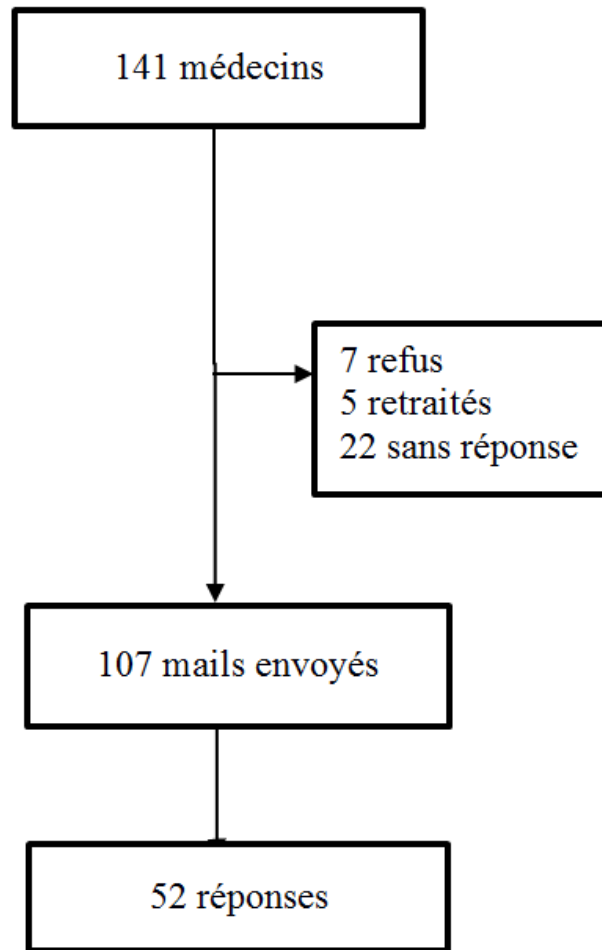 141 médecins
7 refus
5 retraités
22 sans réponse
107 mails envoyés
52 réponses